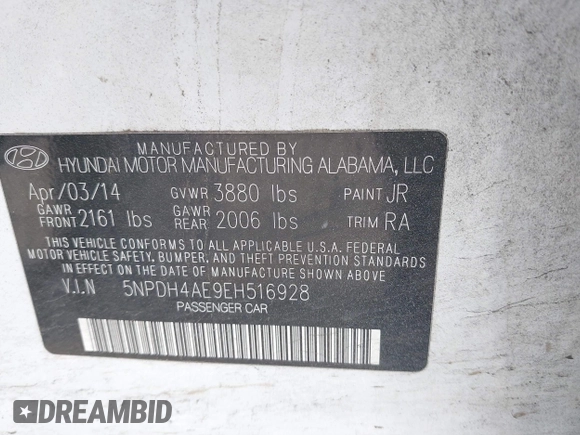 MANUFACTURED BY
HYUNDAI MOTOR MANUFACTURING ALABAMA, LLC
Apr/03/14 GVWR 3880 lbs PAINT JR
GAWR FRONT 2161 lbs GAWR REAR 2006 lbs TRIM RA
THIS VEHICLE CONFORMS TO ALL APPLICABLE U.S.A. FEDERAL
MOTOR VEHICLE SAFETY, BUMPER, AND THEFT PREVENTION STANDARDS
IN EFFECT ON THE DATE OF MANUFACTURE SHOWN ABOVE.
V.I.N 5NPDH4AE9EH516928
PASSENGER CAR
DREAMBID